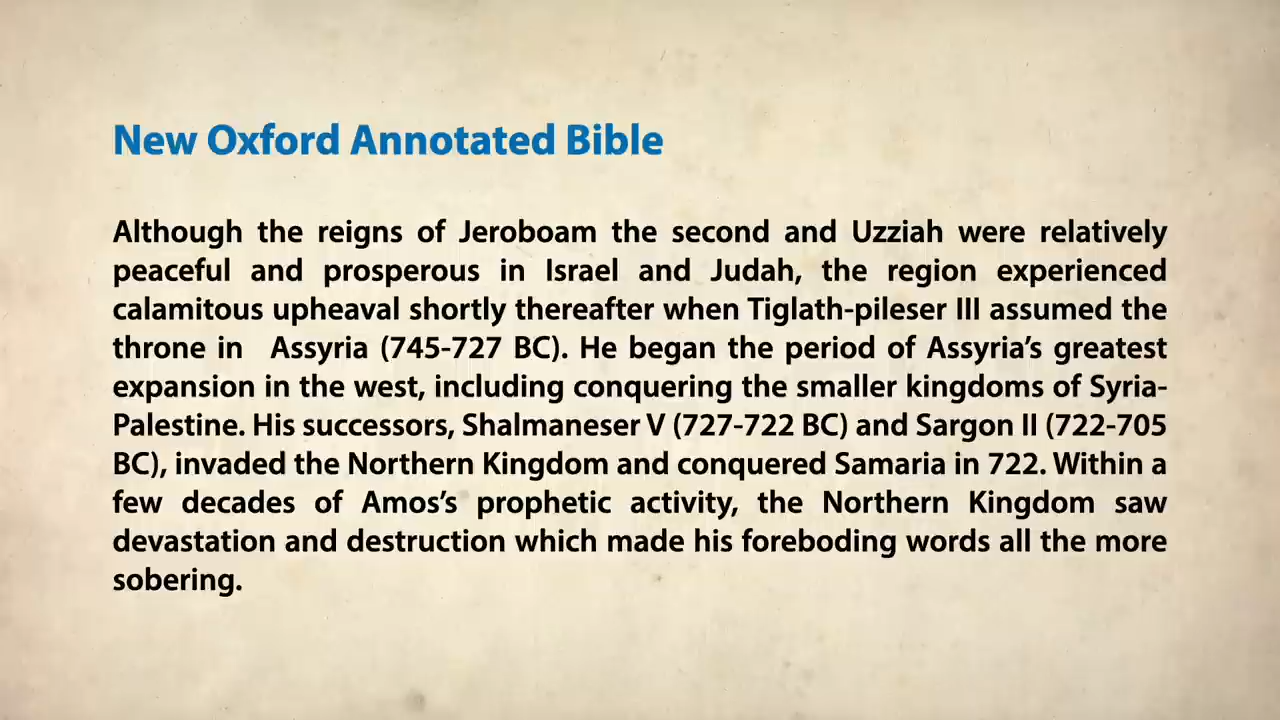 New Oxford Annotated Bible
Although the reigns of Jeroboam the second and Uzziah were relatively
peaceful and prosperous in Israel and Judah, the region experienced
calamitous upheaval shortly thereafter when Tiglath-pileser III assumed the
throne in   Assyria (745-727 BC). He began the period of Assyria’s greatest
expansion in the west, including conquering the smaller kingdoms of Syria-
Palestine. His successors, Shalmaneser V (727-722 BC) and Sargon II (722-705
BC), invaded the Northern Kingdom and conquered Samaria in 722. Within a
few decades of Amos’s prophetic activity, the Northern Kingdom saw
devastation and destruction which made his foreboding words all the more
sobering.